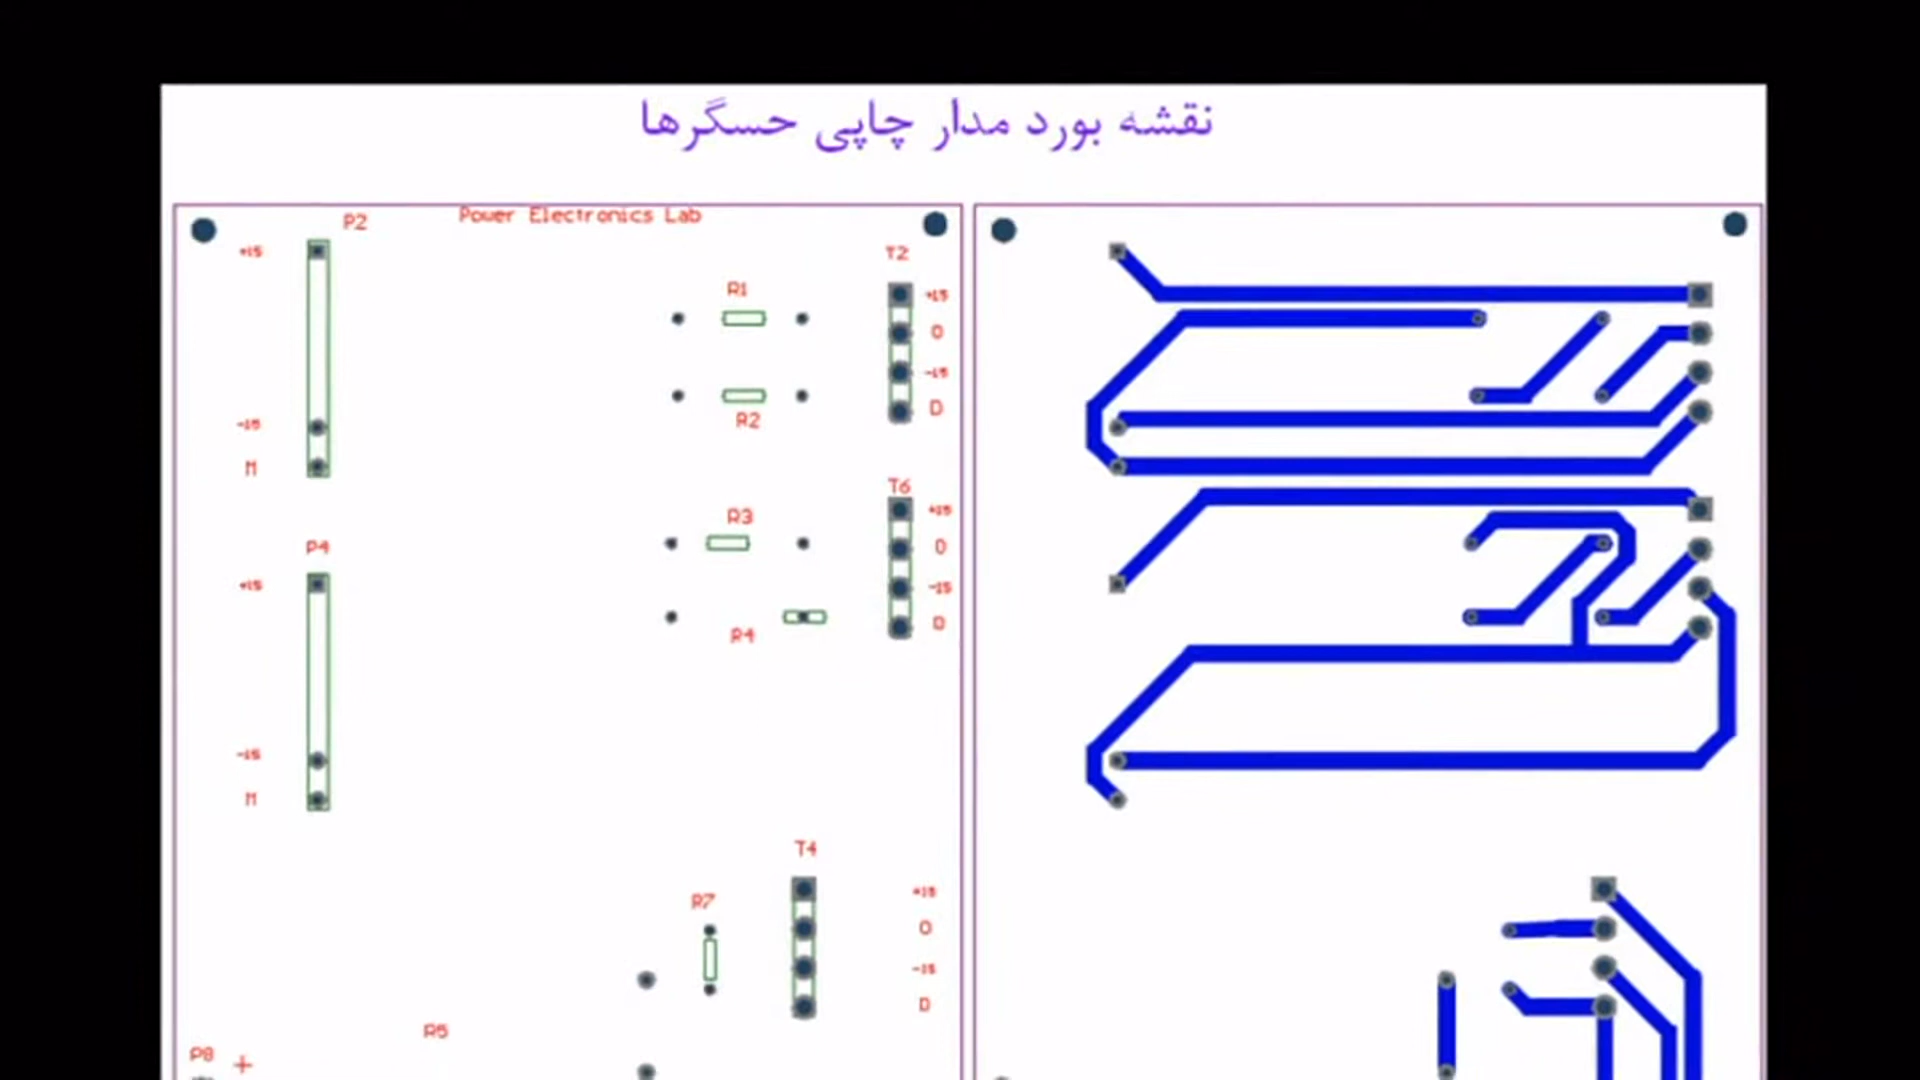 نقشه بورد مدار چاپی حسگرها
Power Electronics Lab
P2
+15
T2
R1
+15
0
-15
D
R2
-15
M
T6
R3
+15
0
-15
D
P4
+15
R4
-15
M
T4
R7
+15
0
-15
D
R5
P8 +